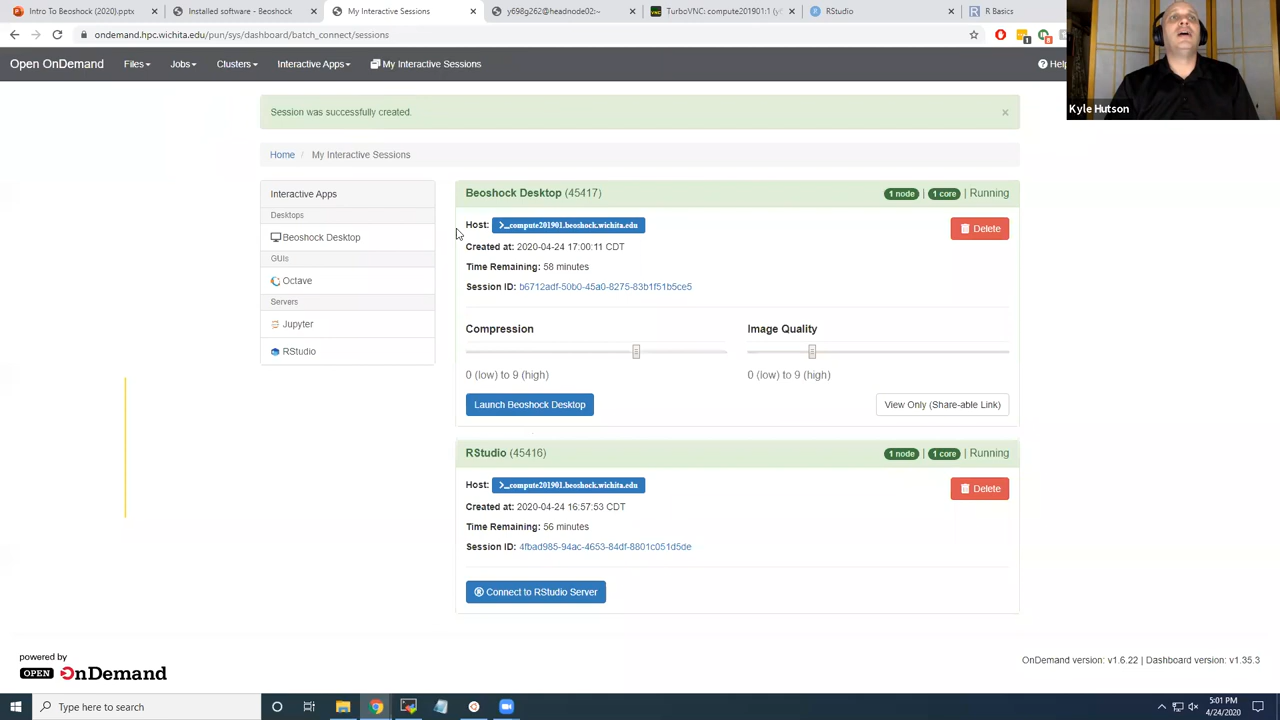 Intro To Beoshock (2020).pptx
Installed software - Beoshock
My Interactive Sessions
y698g262@headnode02:~
TurboVNC: compute201901:1 (y
RStudio
R Basics
ondemand.hpc.wichita.edu/pun/sys/dashboard/batch_connect/sessions
Open OnDemand
Files
Jobs
Clusters
Interactive Apps
My Interactive Sessions
Help
Kyle Hutson
Session was successfully created.
×
Home / My Interactive Sessions
Interactive Apps
Desktops
Beoshock Desktop
GUIs
Octave
Servers
Jupyter
RStudio
Beoshock Desktop (45417)
1 node | 1 core | Running
Host: >_compute201901.beoshock.wichita.edu
Delete
Created at: 2020-04-24 17:00:11 CDT
Time Remaining: 58 minutes
Session ID: b6712adf-50b0-45a0-8275-83b1f51b5ce5
Compression
Image Quality
0 (low) to 9 (high)
0 (low) to 9 (high)
Launch Beoshock Desktop
View Only (Share-able Link)
RStudio (45416)
1 node | 1 core | Running
Host: >_compute201901.beoshock.wichita.edu
Delete
Created at: 2020-04-24 16:57:53 CDT
Time Remaining: 56 minutes
Session ID: 4fbad985-94ac-4653-84df-8801c051d5de
Connect to RStudio Server
powered by
OPEN OnDemand
OnDemand version: v1.6.22 | Dashboard version: v1.35.3
Type here to search
5:01 PM
4/24/2020